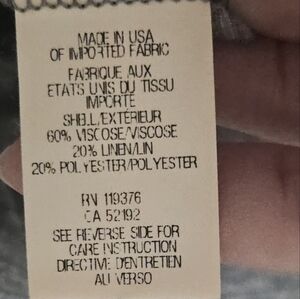 MADE IN USA
OF IMPORTED FABRIC
FABRIQUE AUX
ETATS UNIS DU TISSU
IMPORTE
SHELL/EXTÉRIEUR
60% VISCOSE/VISCOSE
20% LINEN/LIN
20% POLYESTER/POLYESTER
RN 119376
CA 52192
SEE REVERSE SIDE FOR
CARE INSTRUCTION
DIRECTIVE D'ENTRETIEN
AU VERSO